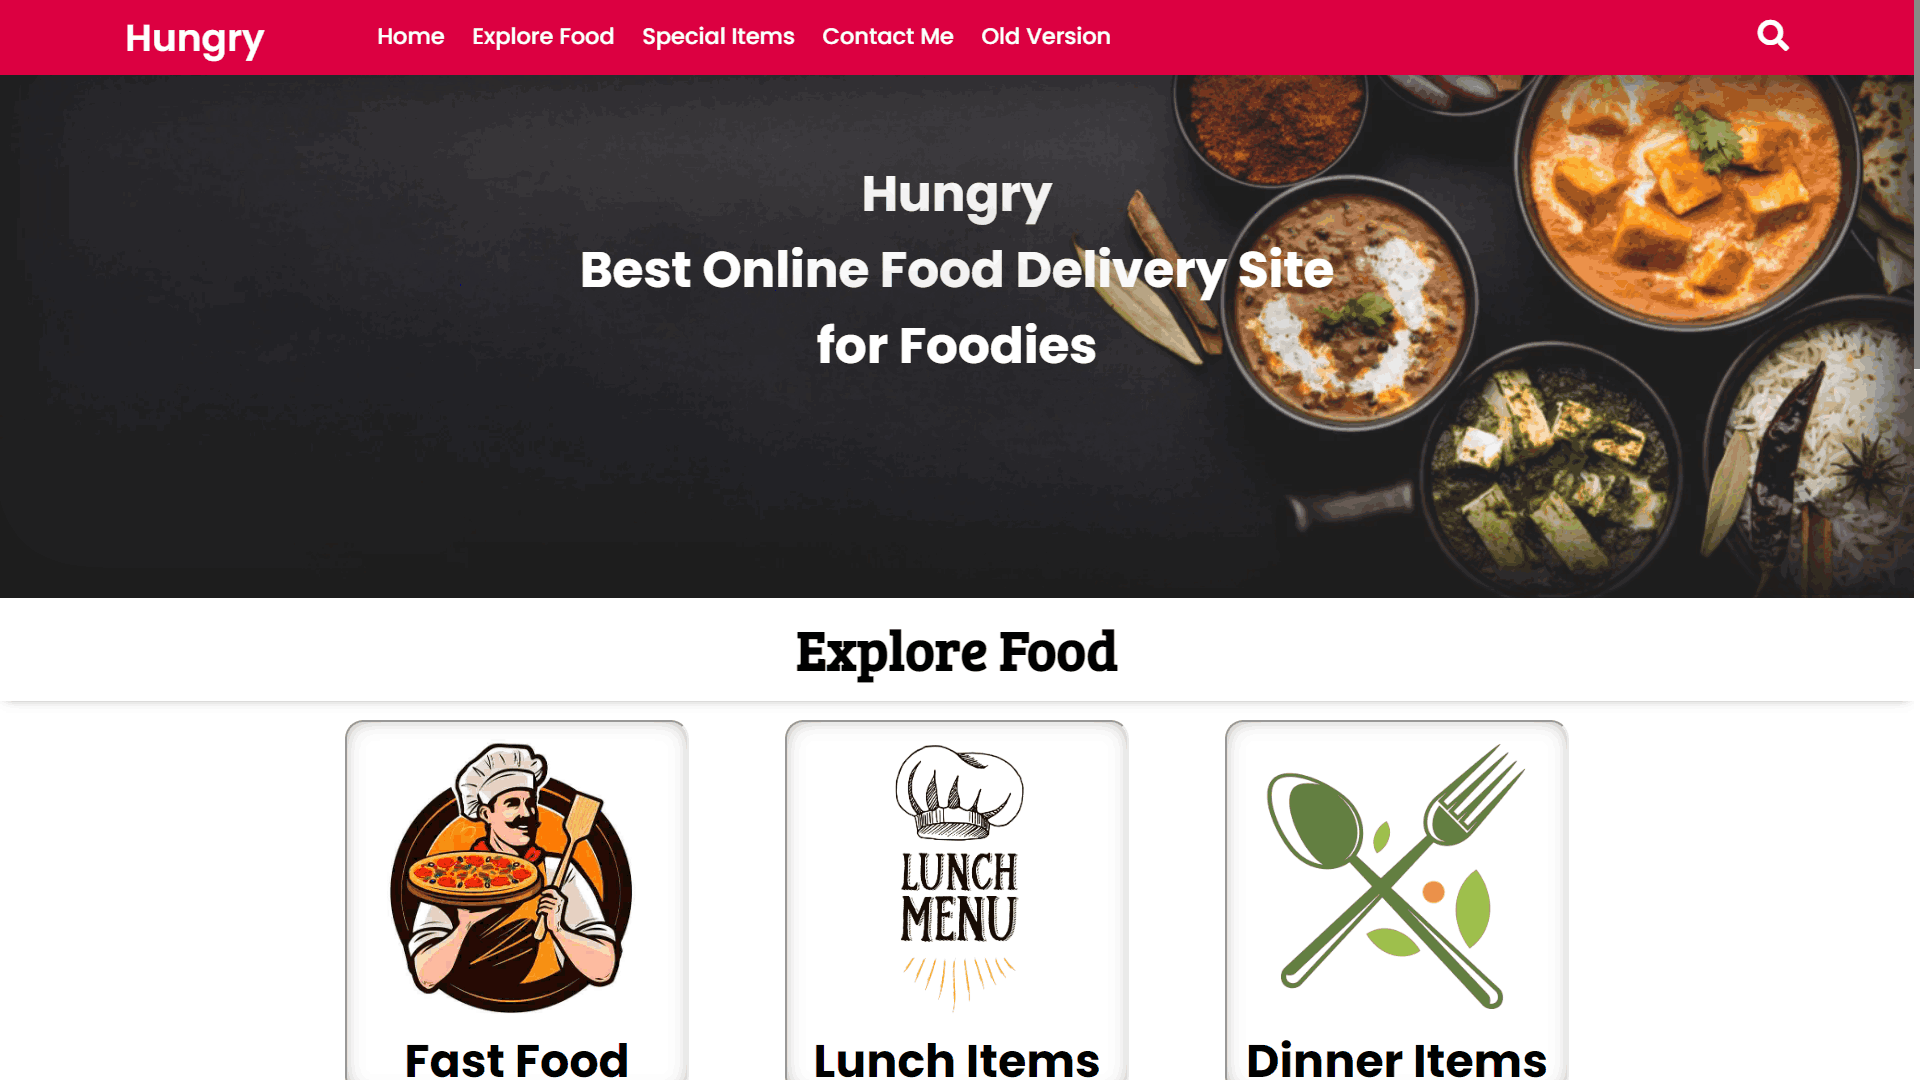 Hungry
Home Explore Food Special Items Contact Me Old Version
Hungry
Best Online Food Delivery Site
for Foodies
Explore Food
LUNCH
MENU
Fast Food Lunch Items Dinner Items